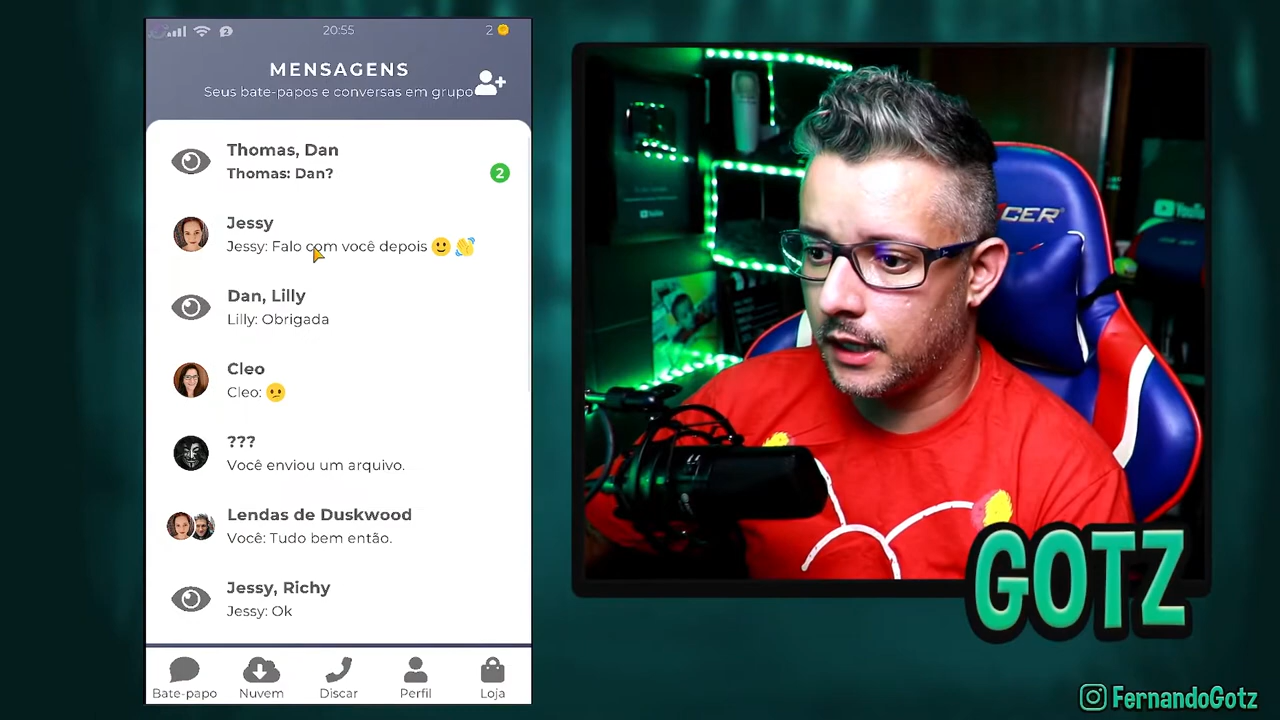 20:55
2
MENSAGENS
Seus bate-papos e conversas em grupo
Thomas, Dan
Thomas: Dan?
2
Jessy
Jessy: Falo com você depois 🙂 👋
Dan, Lilly
Lilly: Obrigada
Cleo
Cleo: 😕
???
Você enviou um arquivo.
Lendas de Duskwood
Você: Tudo bem então.
Jessy, Richy
Jessy: Ok
Bate-papo
Nuvem
Discar
Perfil
Loja
CER
YouTube
GOTZ
FernandoGotz